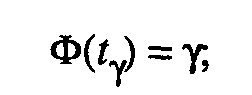 Φ(t_γ) = γ;